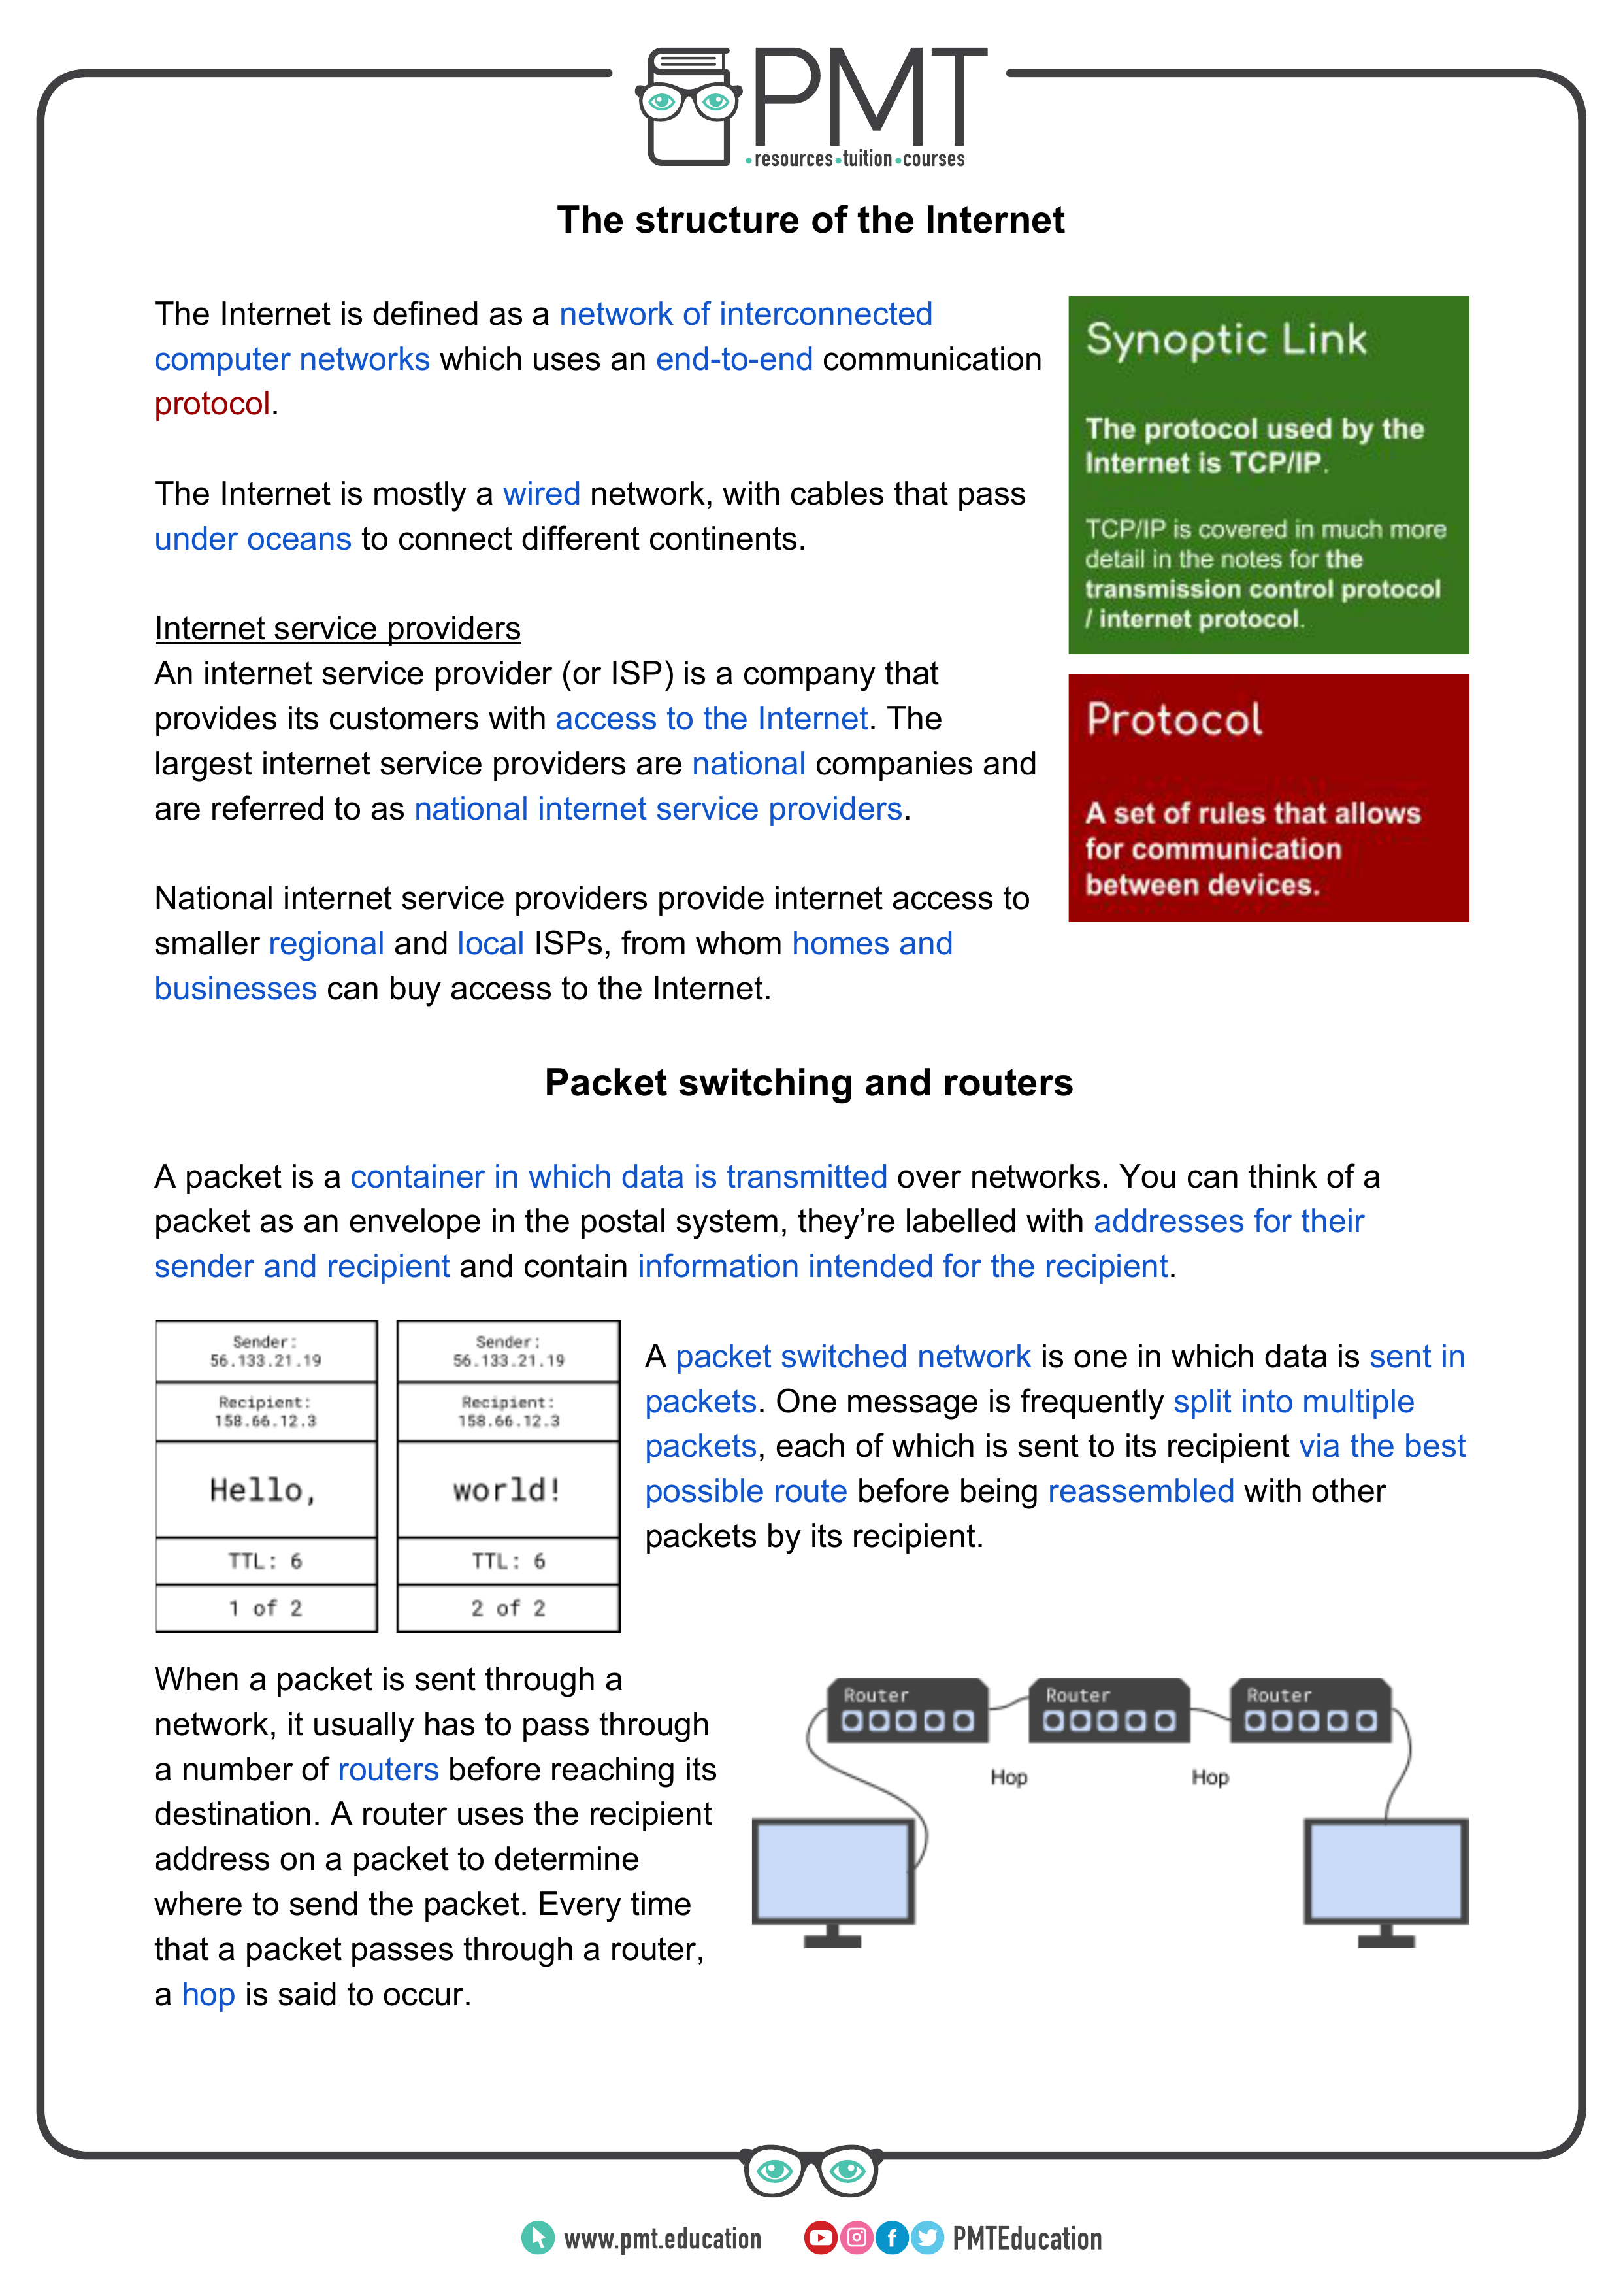 PMT
•resources•tuition•courses
The structure of the Internet
The Internet is defined as a network of interconnected
computer networks which uses an end-to-end communication
protocol.
The Internet is mostly a wired network, with cables that pass
under oceans to connect different continents.
Internet service providers
An internet service provider (or ISP) is a company that
provides its customers with access to the Internet. The
largest internet service providers are national companies and
are referred to as national internet service providers.
National internet service providers provide internet access to
smaller regional and local ISPs, from whom homes and
businesses can buy access to the Internet.
Synoptic Link
The protocol used by the
Internet is TCP/IP.
TCP/IP is covered in much more
detail in the notes for the
transmission control protocol
/ internet protocol.
Protocol
A set of rules that allows
for communication
between devices.
Packet switching and routers
A packet is a container in which data is transmitted over networks. You can think of a
packet as an envelope in the postal system, they’re labelled with addresses for their
sender and recipient and contain information intended for the recipient.
Sender:
56.133.21.19
Recipient:
158.66.12.3
Hello,
TTL: 6
1 of 2
Sender:
56.133.21.19
Recipient:
158.66.12.3
world!
TTL: 6
2 of 2
A packet switched network is one in which data is sent in
packets. One message is frequently split into multiple
packets, each of which is sent to its recipient via the best
possible route before being reassembled with other
packets by its recipient.
When a packet is sent through a
network, it usually has to pass through
a number of routers before reaching its
destination. A router uses the recipient
address on a packet to determine
where to send the packet. Every time
that a packet passes through a router,
a hop is said to occur.
Router
Router
Router
Hop
Hop
www.pmt.education
PMTEducation